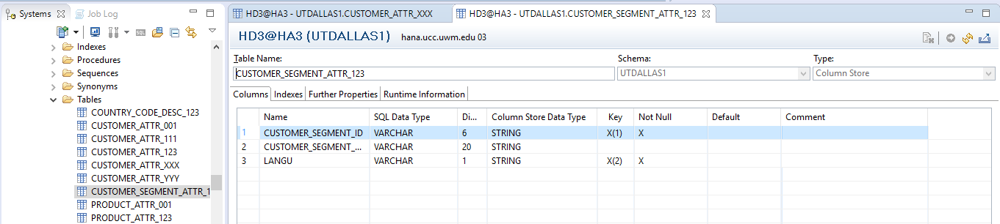 Systems
Job Log
SQL
Indexes
Procedures
Sequences
Synonyms
Tables
COUNTRY_CODE_DESC_123
CUSTOMER_ATTR_001
CUSTOMER_ATTR_111
CUSTOMER_ATTR_123
CUSTOMER_ATTR_XXX
CUSTOMER_ATTR_YYY
CUSTOMER_SEGMENT_ATTR_1
PRODUCT_ATTR_001
PRODUCT_ATTR_123
HD3@HA3 - UTDALLAS1.CUSTOMER_ATTR_XXX
HD3@HA3 - UTDALLAS1.CUSTOMER_SEGMENT_ATTR_123
HD3@HA3 (UTDALLAS1) hana.ucc.uwm.edu 03
Table Name: Schema: Type:
CUSTOMER_SEGMENT_ATTR_123 UTDALLAS1 Column Store
Columns Indexes Further Properties Runtime Information
Name SQL Data Type Di... Column Store Data Type Key Not Null Default Comment
1 CUSTOMER_SEGMENT_ID VARCHAR 6 STRING X(1) X
2 CUSTOMER_SEGMENT_... VARCHAR 20 STRING
3 LANGU VARCHAR 1 STRING X(2) X